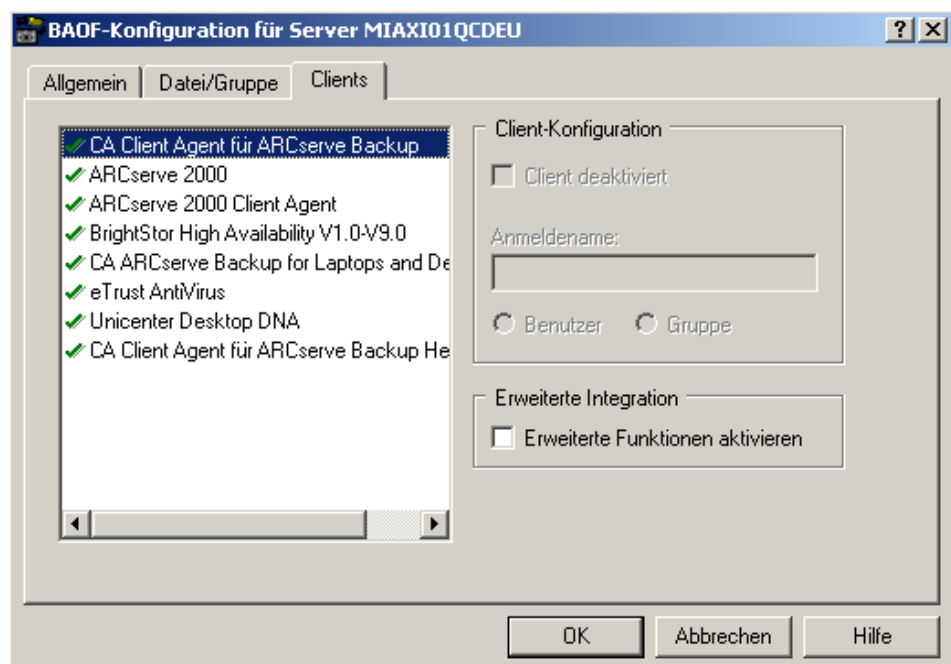 BAOF-Konfiguration für Server MIAXI01QCDEU
Allgemein
Datei/Gruppe
Clients
CA Client Agent für ARCserve Backup
ARCserve 2000
ARCserve 2000 Client Agent
BrightStor High Availability V1.0-V9.0
CA ARCserve Backup for Laptops and De
eTrust AntiVirus
Unicenter Desktop DNA
CA Client Agent für ARCserve Backup He
Client-Konfiguration
Client deaktiviert
Anmeldename:
Benutzer
Gruppe
Erweiterte Integration
Erweiterte Funktionen aktivieren
OK
Abbrechen
Hilfe